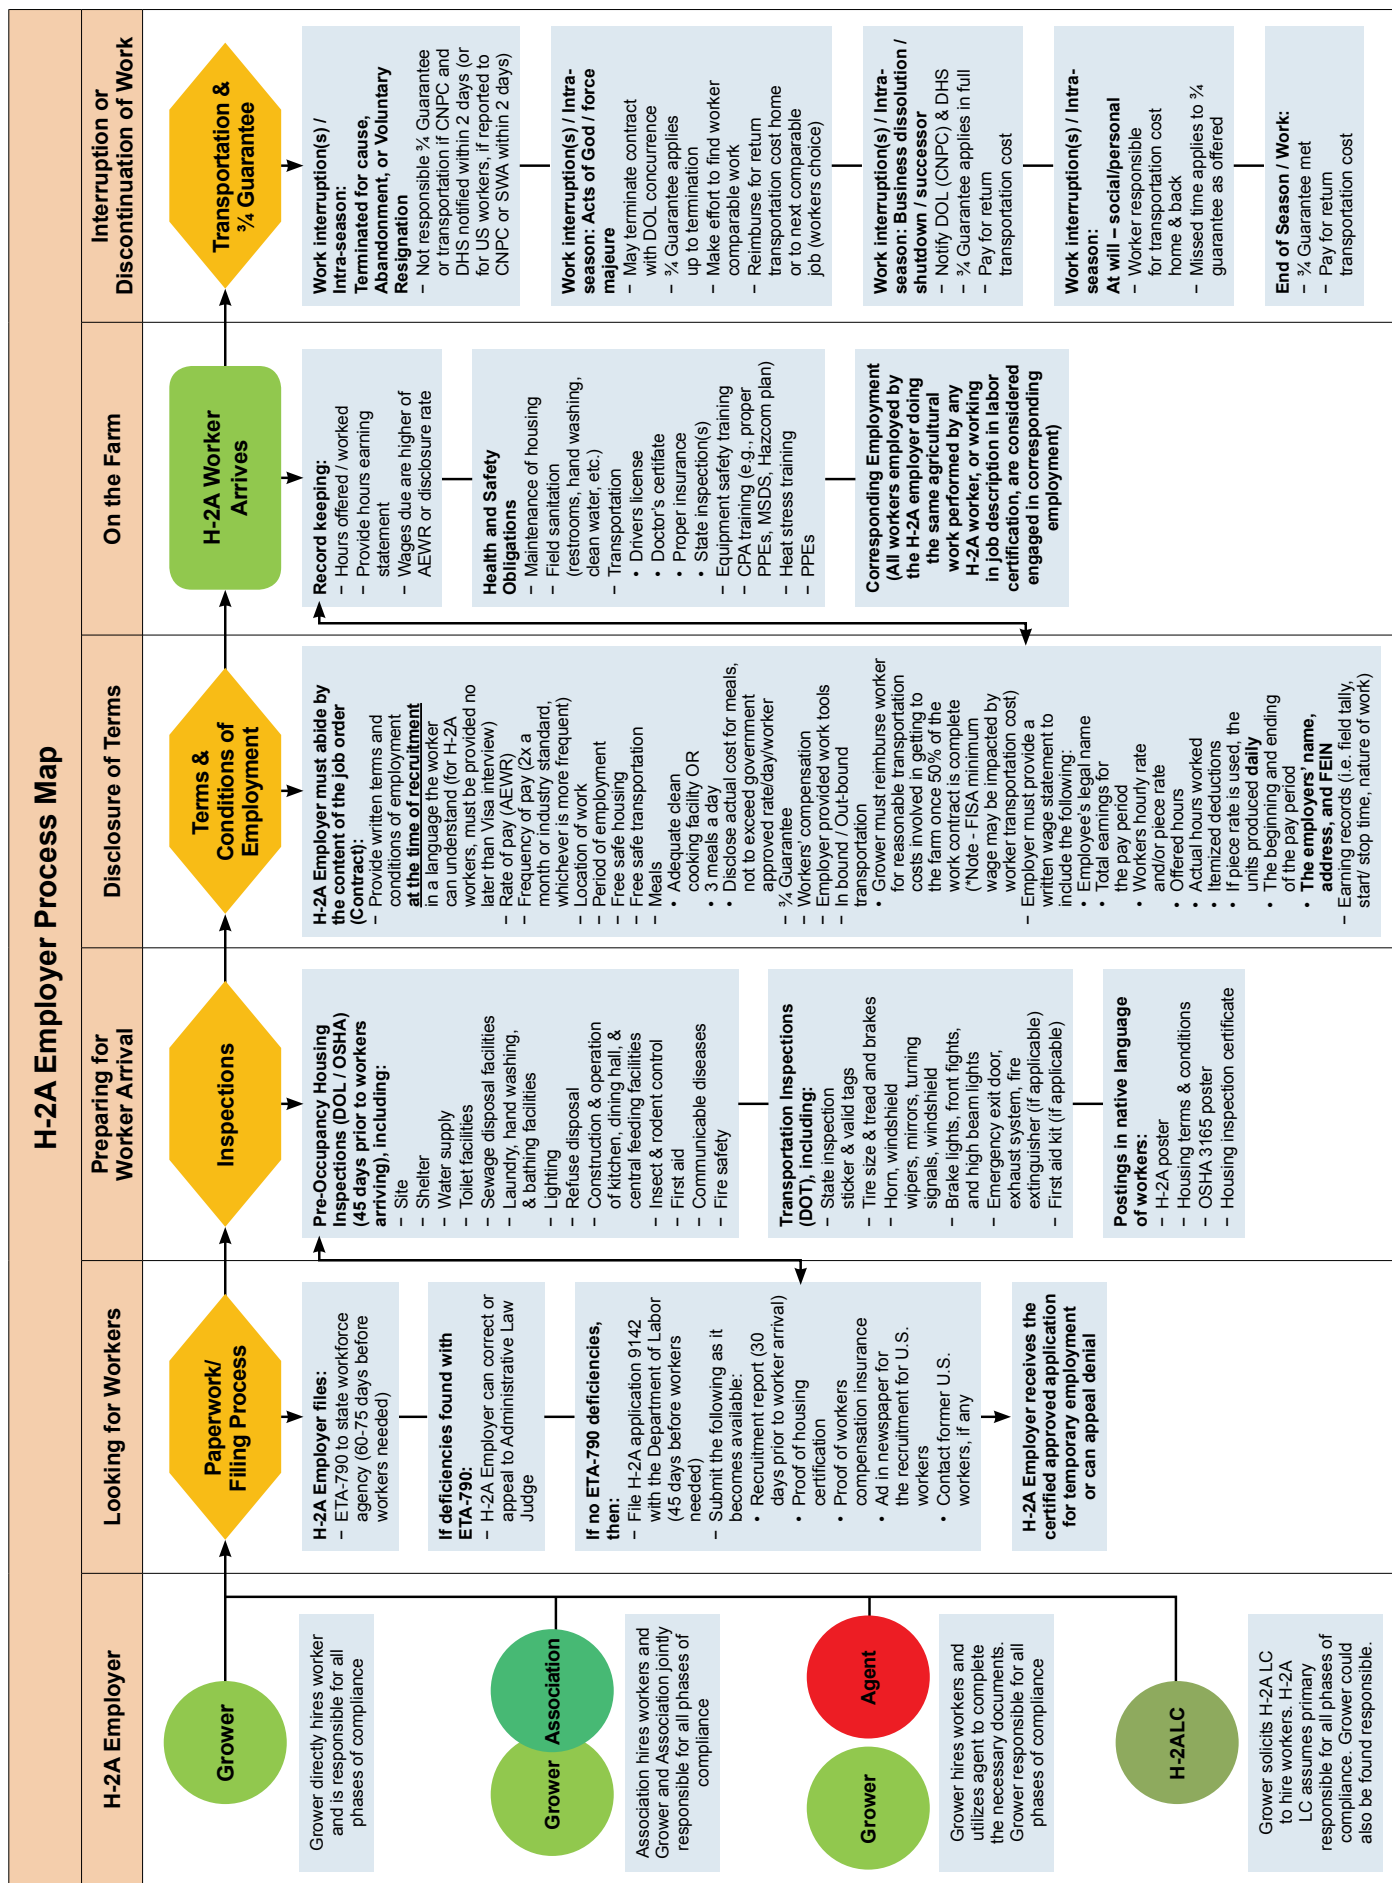 H-2A Employer Process Map
H-2A Employer
Looking for Workers
Preparing for
Worker Arrival
Disclosure of Terms
On the Farm
Interruption or
Discontinuation of Work
Grower
Grower directly hires worker
and is responsible for all
phases of compliance
Grower
Association
Association hires workers and
Grower and Association jointly
responsible for all phases of
compliance
Grower
Agent
Grower hires workers and
utilizes agent to complete
the necessary documents.
Grower responsible for all
phases of compliance
H-2ALC
Grower solicits H-2A LC
to hire workers. H-2A
LC assumes primary
responsible for all phases of
compliance. Grower could
also be found responsible.
Paperwork/
Filing Process
H-2A Employer files:
– ETA-790 to state workforce
agency (60-75 days before
workers needed)
If deficiencies found with
ETA-790:
– H-2A Employer can correct or
appeal to Administrative Law
Judge
If no ETA-790 deficiencies,
then:
– File H-2A application 9142
with the Department of Labor
(45 days before workers
needed)
– Submit the following as it
becomes available:
• Recruitment report (30
days prior to worker arrival)
• Proof of housing
certification
• Proof of workers
compensation insurance
• Ad in newspaper for
the recruitment for U.S.
workers
• Contact former U.S.
workers, if any
H-2A Employer receives the
certified approved application
for temporary employment
or can appeal denial
Inspections
Pre-Occupancy Housing
Inspections (DOL / OSHA)
(45 days prior to workers
arriving), including:
– Site
– Shelter
– Water supply
– Toilet facilities
– Sewage disposal facilities
– Laundry, hand washing,
& bathing facilities
– Lighting
– Refuse disposal
– Construction & operation
of kitchen, dining hall, &
central feeding facilities
– Insect & rodent control
– First aid
– Communicable diseases
– Fire safety
Transportation Inspections
(DOT), including:
– State inspection
sticker & valid tags
– Tire size & tread and brakes
– Horn, windshield
wipers, mirrors, turning
signals, windshield
– Brake lights, front fights,
and high beam lights
– Emergency exit door,
exhaust system, fire
extinguisher (if applicable)
– First aid kit (if applicable)
Postings in native language
of workers:
– H-2A poster
– Housing terms & conditions
– OSHA 3165 poster
– Housing inspection certificate
Terms &
Conditions of
Employment
H-2A Employer must abide by
the content of the job order
(Contract):
– Provide written terms and
conditions of employment
at the time of recruitment
in a language the worker
can understand (for H-2A
workers, must be provided no
later than Visa interview)
– Rate of pay (AEWR)
– Frequency of pay (2x a
month or industry standard,
whichever is more frequent)
– Location of work
– Period of employment
– Free safe housing
– Free safe transportation
– Meals
• Adequate clean
cooking facility OR
• 3 meals a day
• Disclose actual cost for meals,
not to exceed government
approved rate/day/worker
– ¾ Guarantee
– Workers' compensation
– Employer provided work tools
– In bound / Out-bound
transportation
• Grower must reimburse worker
for reasonable transportation
costs involved in getting to
the farm once 50% of the
work contract is complete
(*Note - FlSA minimum
wage may be impacted by
worker transportation cost)
– Employer must provide a
written wage statement to
include the following:
• Employee's legal name
• Total earnings for
the pay period
• Workers hourly rate
and/or piece rate
• Offered hours
• Actual hours worked
• Itemized deductions
• If piece rate is used, the
units produced daily
• The beginning and ending
of the pay period
• The employers' name,
address, and FEIN
– Earning records (i.e. field tally,
start/ stop time, nature of work)
H-2A Worker
Arrives
Record keeping:
– Hours offered / worked
– Provide hours earning
statement
– Wages due are higher of
AEWR or disclosure rate
Health and Safety
Obligations
– Maintenance of housing
– Field sanitation
(restrooms, hand washing,
clean water, etc.)
– Transportation
• Drivers license
• Doctor's certifate
• Proper insurance
• State inspection(s)
– Equipment safety training
– CPA training (e.g., proper
PPEs, MSDS, Hazcom plan)
– Heat stress training
– PPEs
Corresponding Employment
(All workers employed by
the H-2A employer doing
the same agricultural
work performed by any
H-2A worker, or working
in job description in labor
certification, are considered
engaged in corresponding
employment)
Transportation &
¾ Guarantee
Work interruption(s) /
Intra-season:
Terminated for cause,
Abandonment, or Voluntary
Resignation
– Not responsible ¾ Guarantee
or transportation if CNPC and
DHS notified within 2 days (or
for US workers, if reported to
CNPC or SWA within 2 days)
Work interruption(s) / Intra-
season: Acts of God / force
majeure
– May terminate contract
with DOL concurrence
– ¾ Guarantee applies
up to termination
– Make effort to find worker
comparable work
– Reimburse for return
transportation cost home
or to next comparable
job (workers choice)
Work interruption(s) / Intra-
season: Business dissolution /
shutdown / successor
– Notify DOL (CNPC) & DHS
– ¾ Guarantee applies in full
– Pay for return
transportation cost
Work interruption(s) / Intra-
season:
At will – social/personal
– Worker responsible
for transportation cost
home & back
– Missed time applies to ¾
guarantee as offered
End of Season / Work:
– ¾ Guarantee met
– Pay for return
transportation cost